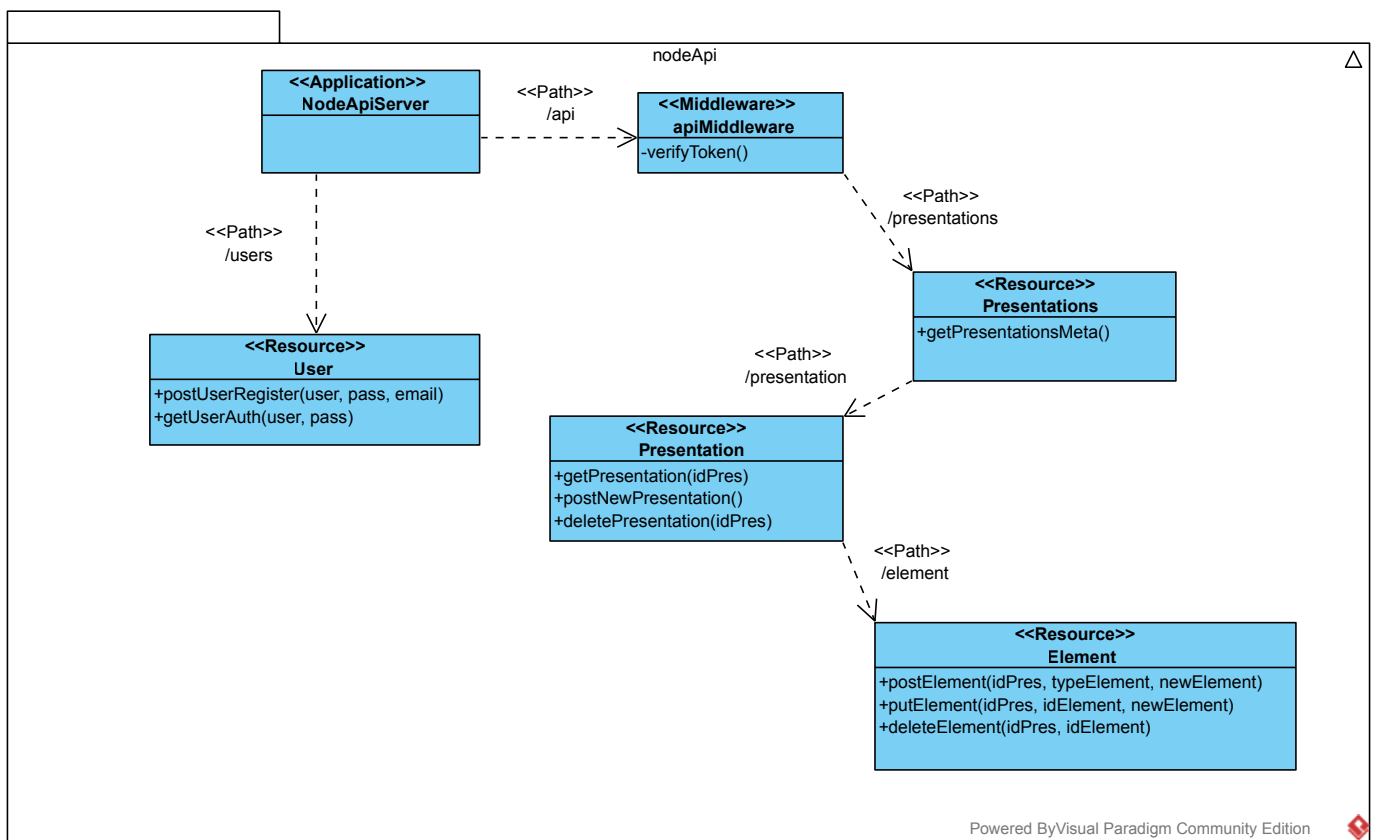 nodeApi
<<Application>>
NodeApiServer
<<Path>>
/api
<<Middleware>>
apiMiddleware
-verifyToken()
<<Path>>
/presentations
<<Path>>
/users
<<Resource>>
Presentations
+getPresentationsMeta()
<<Resource>>
User
+postUserRegister(user, pass, email)
+getUserAuth(user, pass)
<<Path>>
/presentation
<<Resource>>
Presentation
+getPresentation(idPres)
+postNewPresentation()
+deletePresentation(idPres)
<<Path>>
/element
<<Resource>>
Element
+postElement(idPres, typeElement, newElement)
+putElement(idPres, idElement, newElement)
+deleteElement(idPres, idElement)
Powered ByVisual Paradigm Community Edition